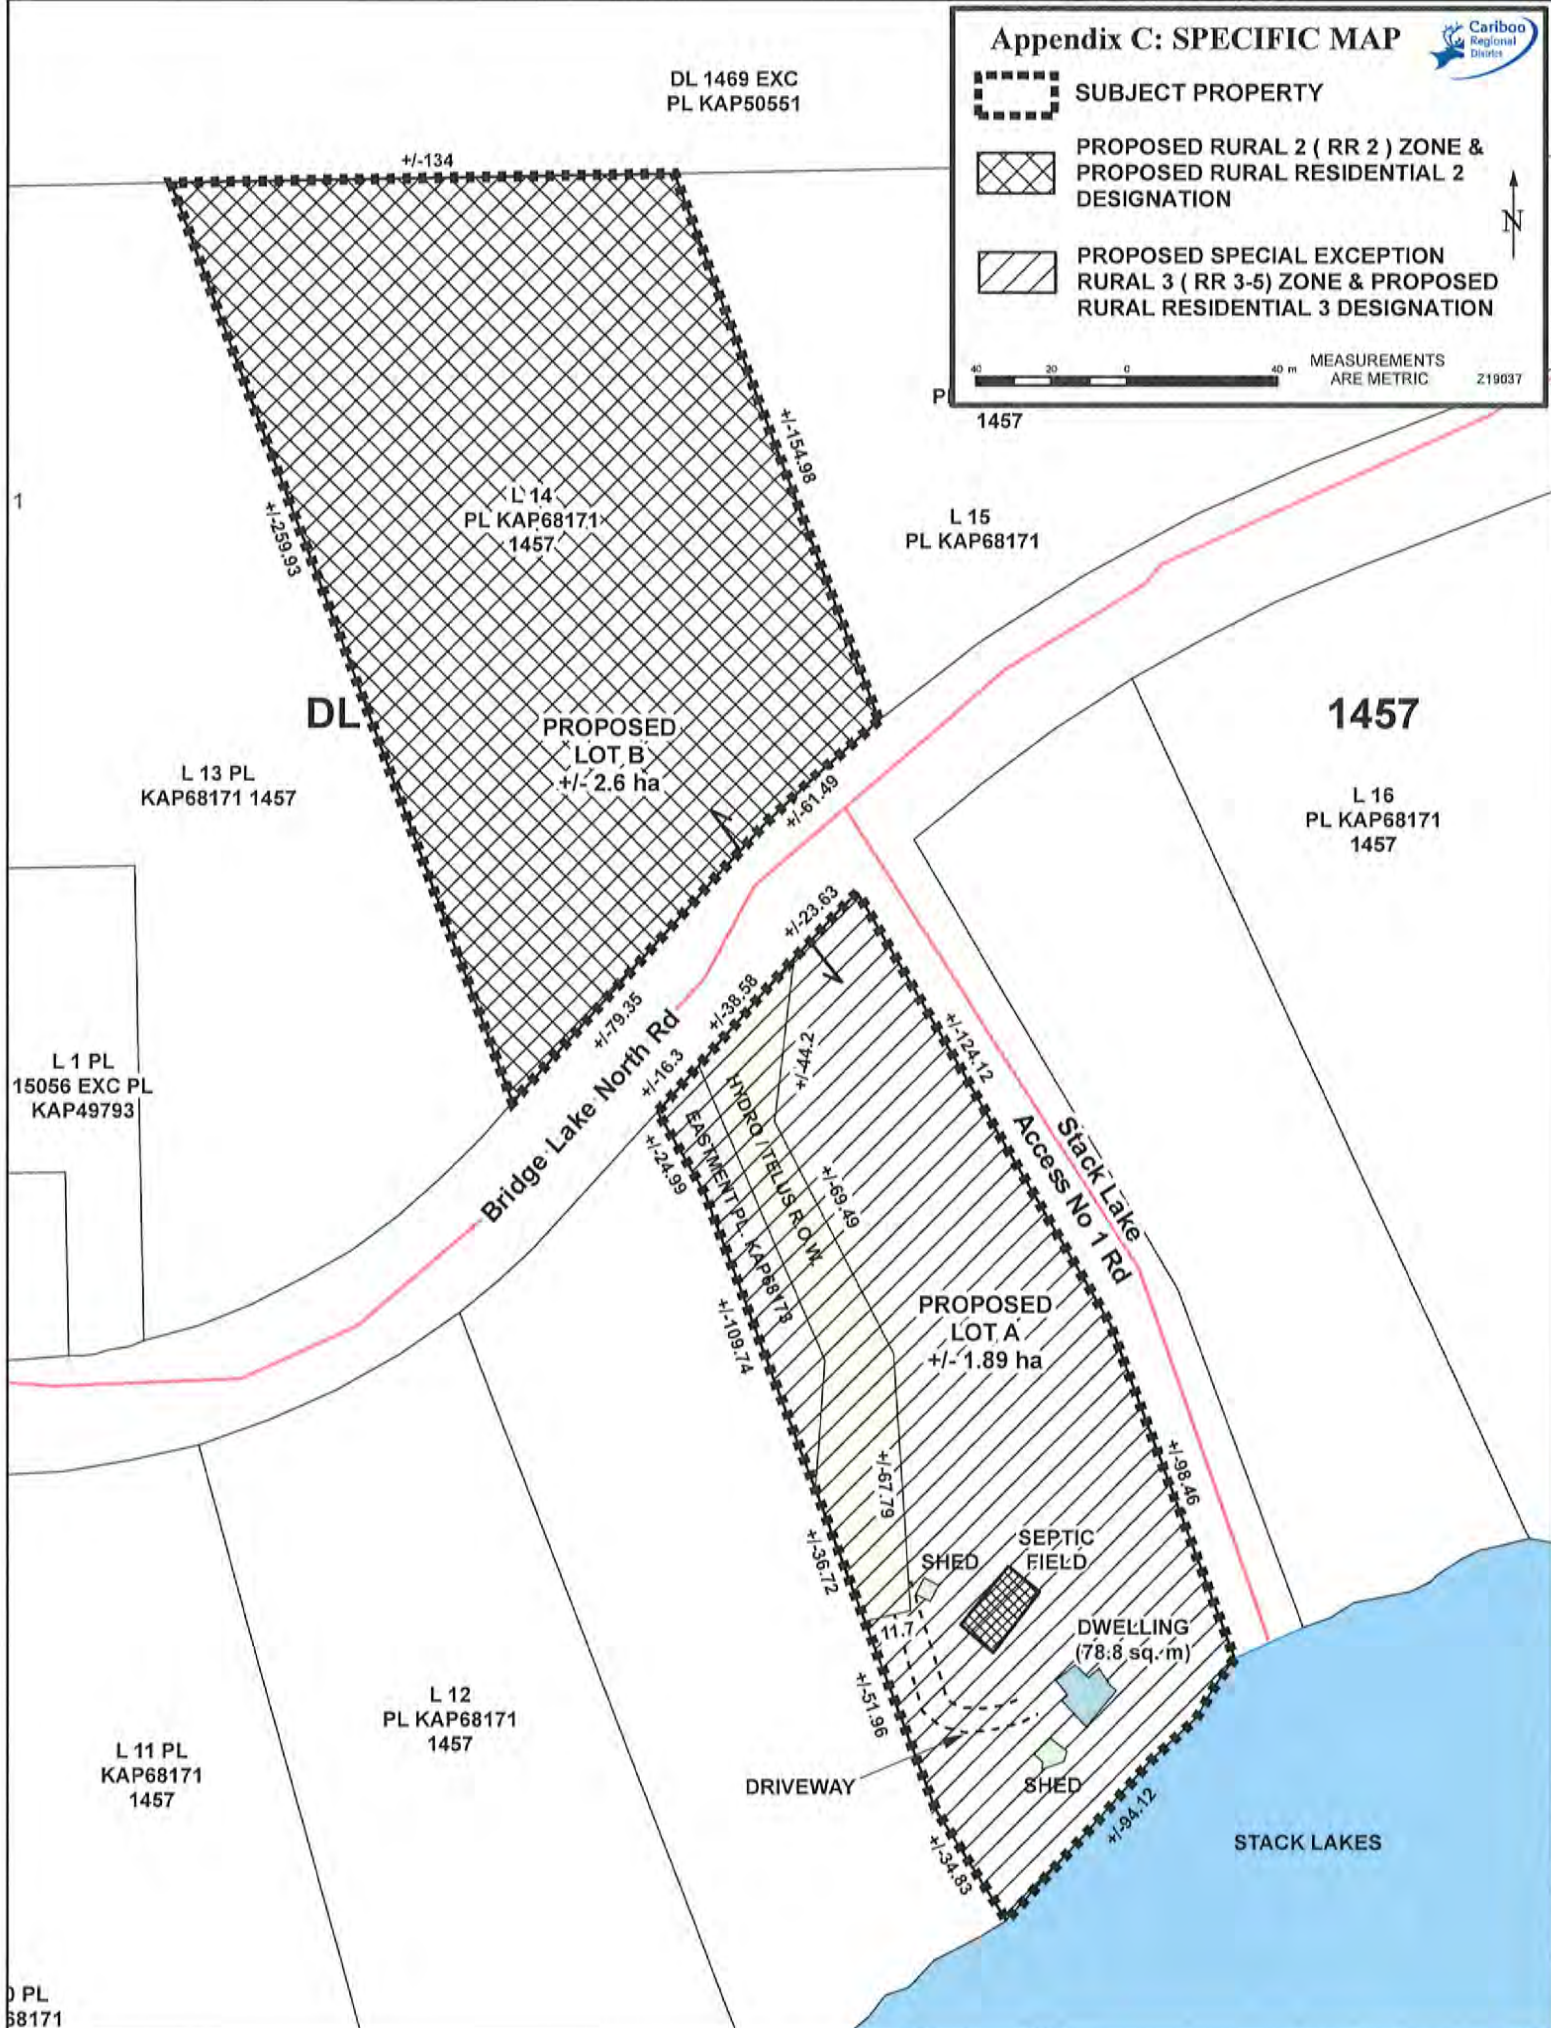 Appendix C: SPECIFIC MAP
Cariboo
Regional
District
SUBJECT PROPERTY
PROPOSED RURAL 2 ( RR 2 ) ZONE &
PROPOSED RURAL RESIDENTIAL 2
DESIGNATION
N
PROPOSED SPECIAL EXCEPTION
RURAL 3 ( RR 3-5) ZONE & PROPOSED
RURAL RESIDENTIAL 3 DESIGNATION
40 20 0 40 m
MEASUREMENTS
ARE METRIC
Z19037
DL 1469 EXC
PL KAP50551
+/-134
+/-154.98
1457
1
+/-259.93
L 14
PL KAP68171
1457
L 15
PL KAP68171
DL
1457
PROPOSED
LOT B
+/- 2.6 ha
L 13 PL
KAP68171 1457
+/-61.49
L 16
PL KAP68171
1457
+/-23.63
+/-38.58
+/-79.35
+/-16.3
+/-44.2
+/-124.12
Bridge Lake North Rd
L 1 PL
15056 EXC PL
KAP49793
+/-24.99
HYDRO / TELUS R.O.W.
EASTMENT PL. KAP68173
+/-69.49
Stack Lake
Access No 1 Rd
+/-109.74
PROPOSED
LOT A
+/- 1.89 ha
+/-67.79
+/-98.46
+/-36.72
SHED
SEPTIC
FIELD
11.7
DWELLING
(78.8 sq. m)
+/-51.96
L 12
PL KAP68171
1457
L 11 PL
KAP68171
1457
DRIVEWAY
SHED
+/-94.12
+/-34.83
STACK LAKES
PL
68171